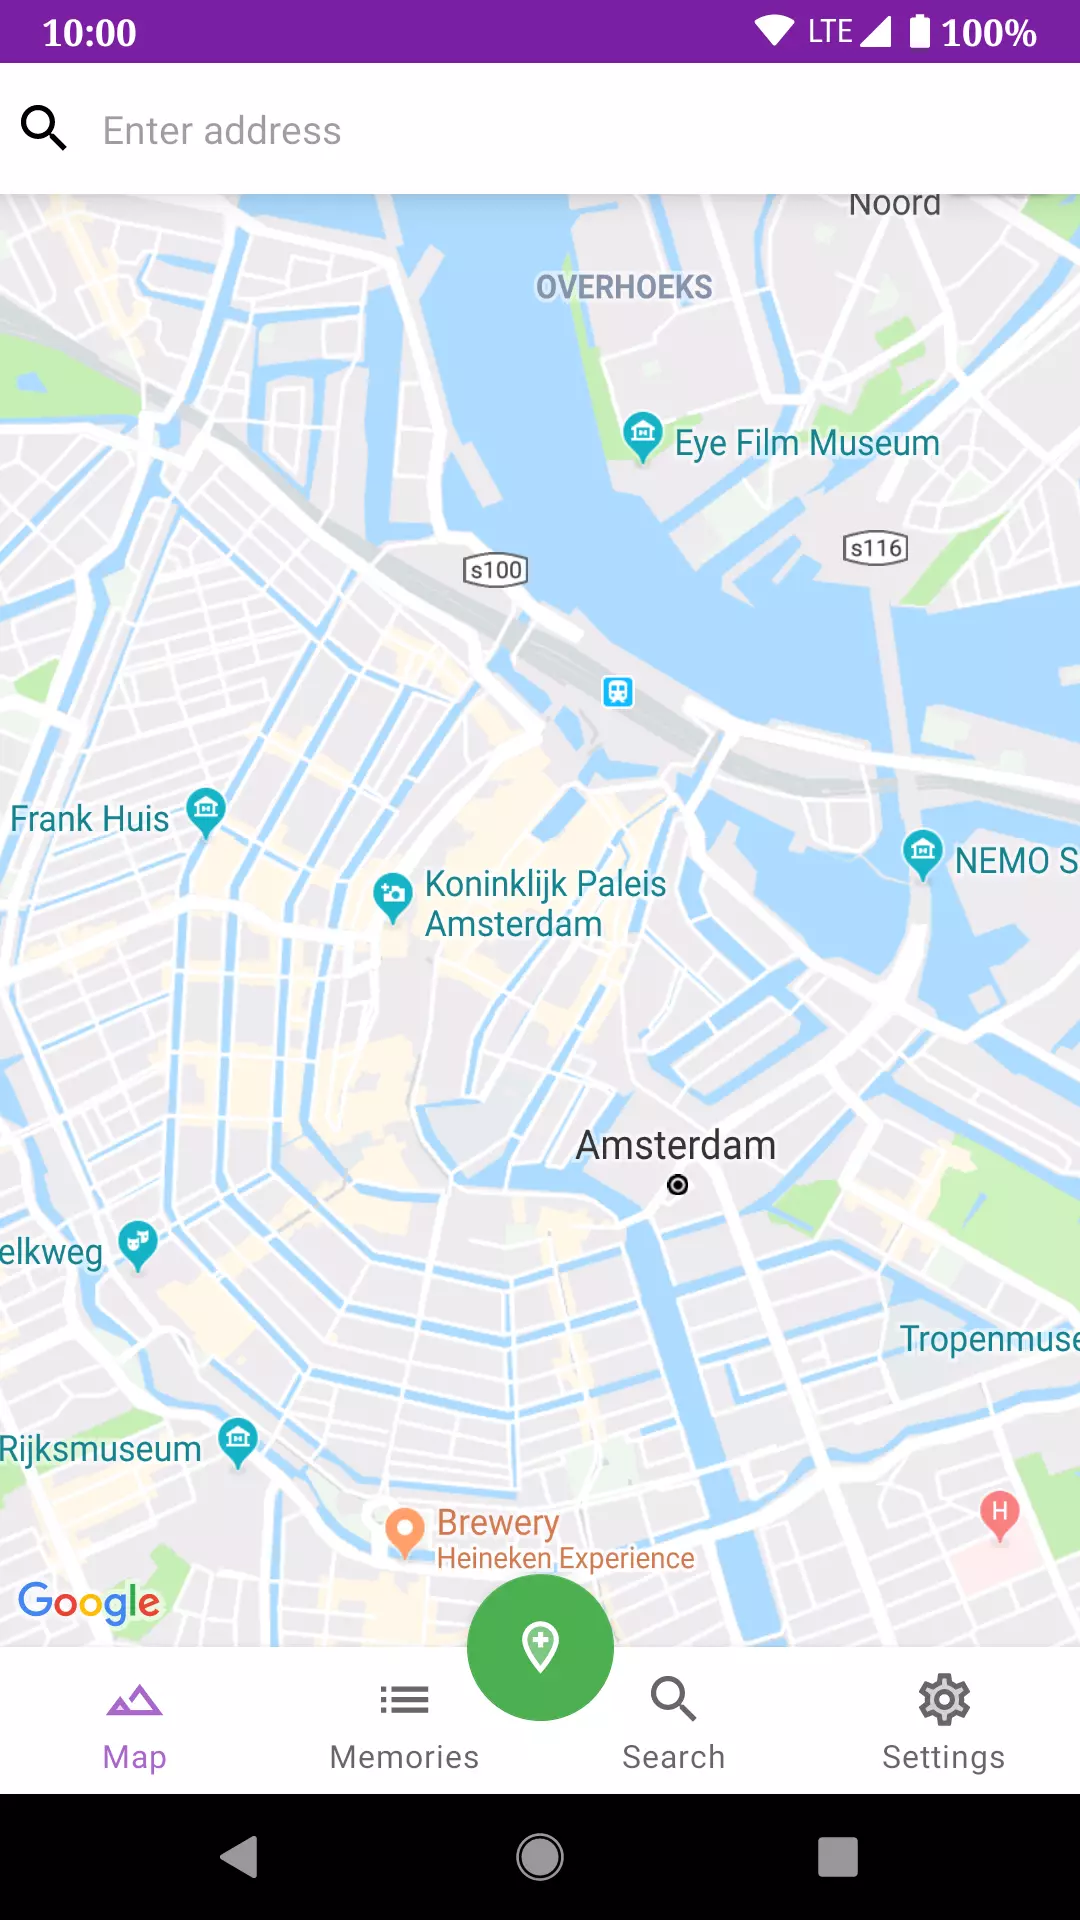 10:00
LTE 100%
Enter address
Noord
OVERHOEKS
Eye Film Museum
s116
s100
Frank Huis
NEMO S
Koninklijk Paleis
Amsterdam
Amsterdam
elkweg
Tropenmuse
Rijksmuseum
H
Brewery
Heineken Experience
Google
Map
Memories
Search
Settings